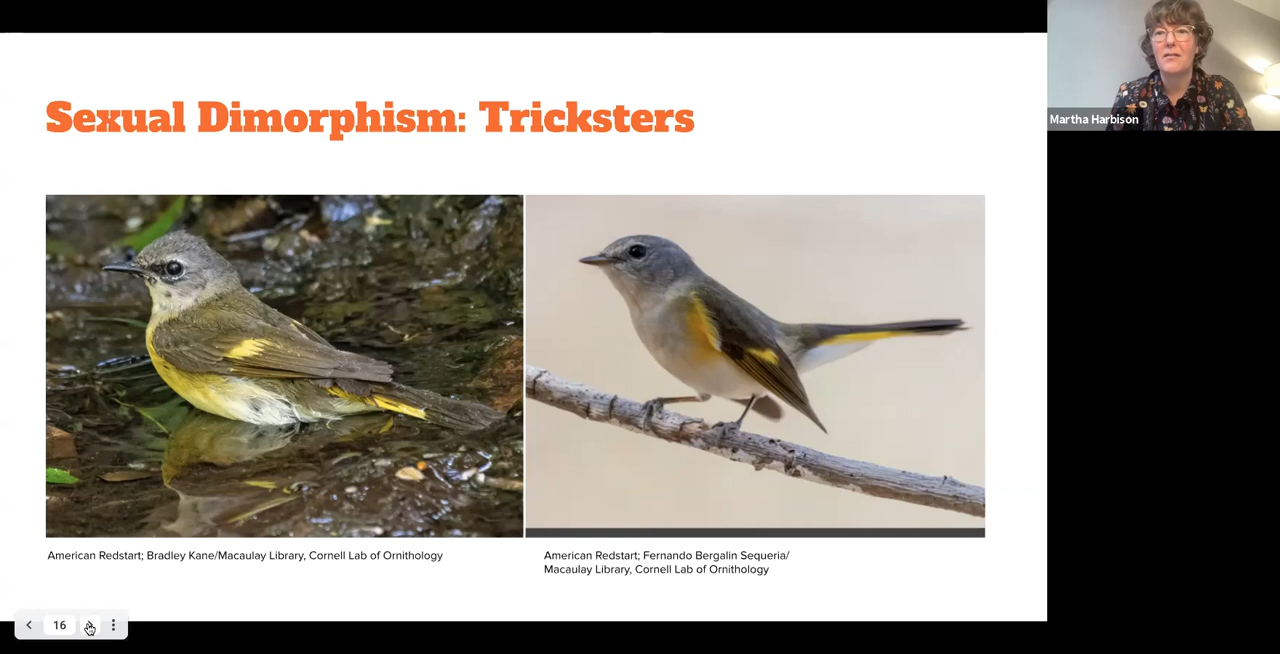 Sexual Dimorphism: Tricksters
Martha Harbison
American Redstart; Bradley Kane/Macaulay Library, Cornell Lab of Ornithology
American Redstart; Fernando Bergalin Sequeria/
Macaulay Library, Cornell Lab of Ornithology
16